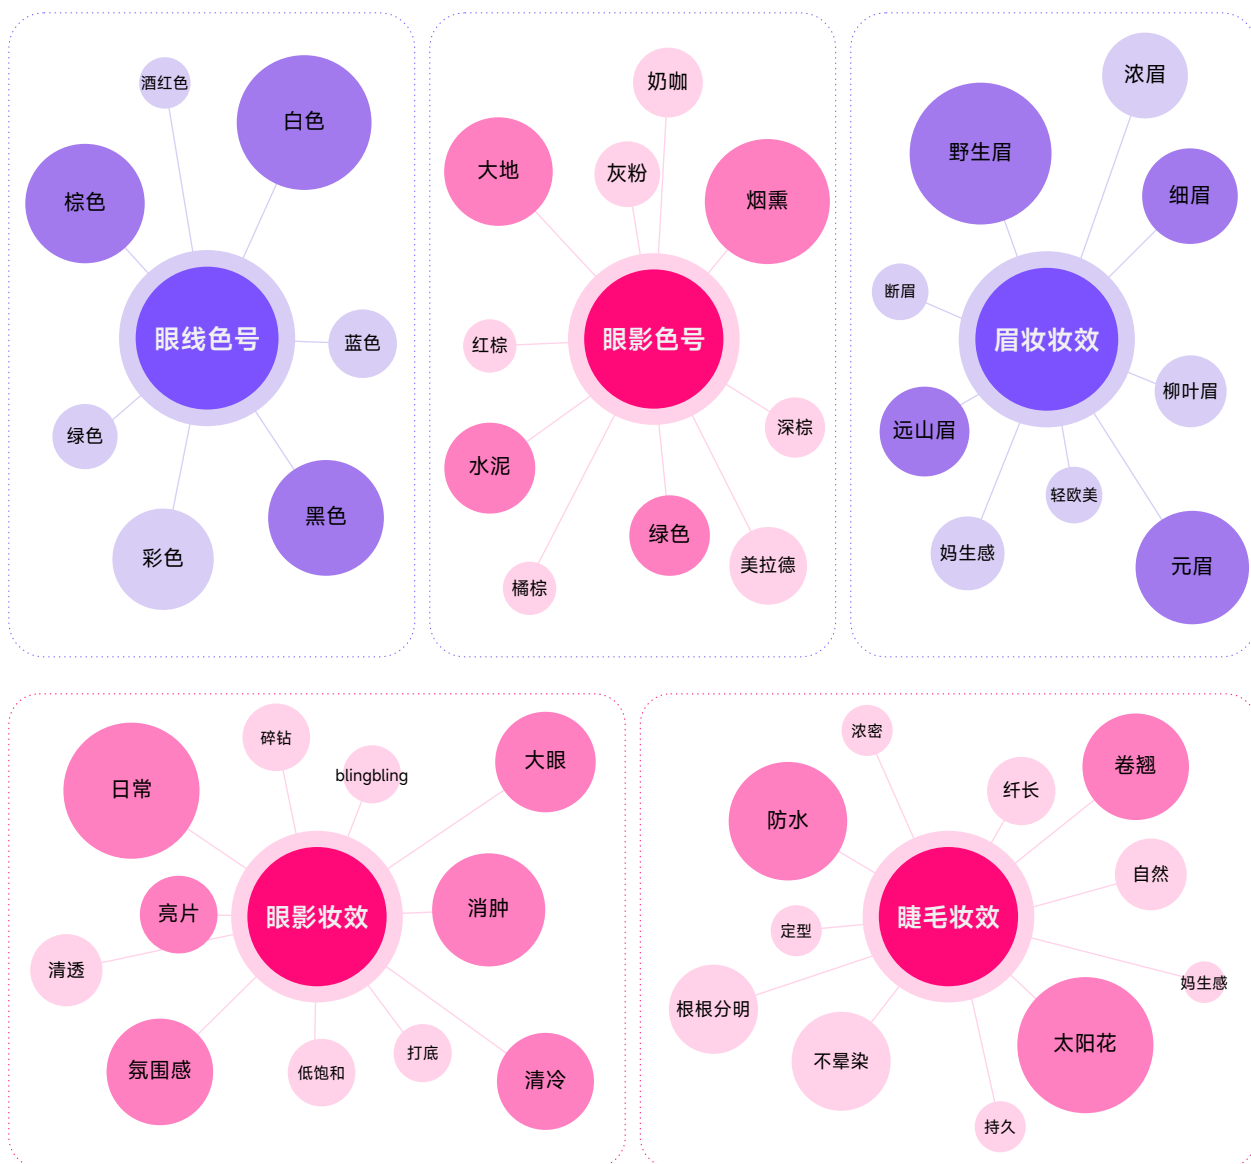 酒红色
白色
棕色
眼线色号
蓝色
绿色
黑色
彩色
奶咖
大地
灰粉
烟熏
眼影色号
红棕
深棕
水泥
绿色
美拉德
橘棕
浓眉
野生眉
细眉
断眉
眉妆妆效
柳叶眉
远山眉
轻欧美
妈生感
元眉
碎钻
大眼
blingbling
日常
消肿
亮片
眼影妆效
清透
打底
氛围感
低饱和
清冷
浓密
卷翘
纤长
防水
自然
睫毛妆效
定型
妈生感
根根分明
太阳花
不晕染
持久